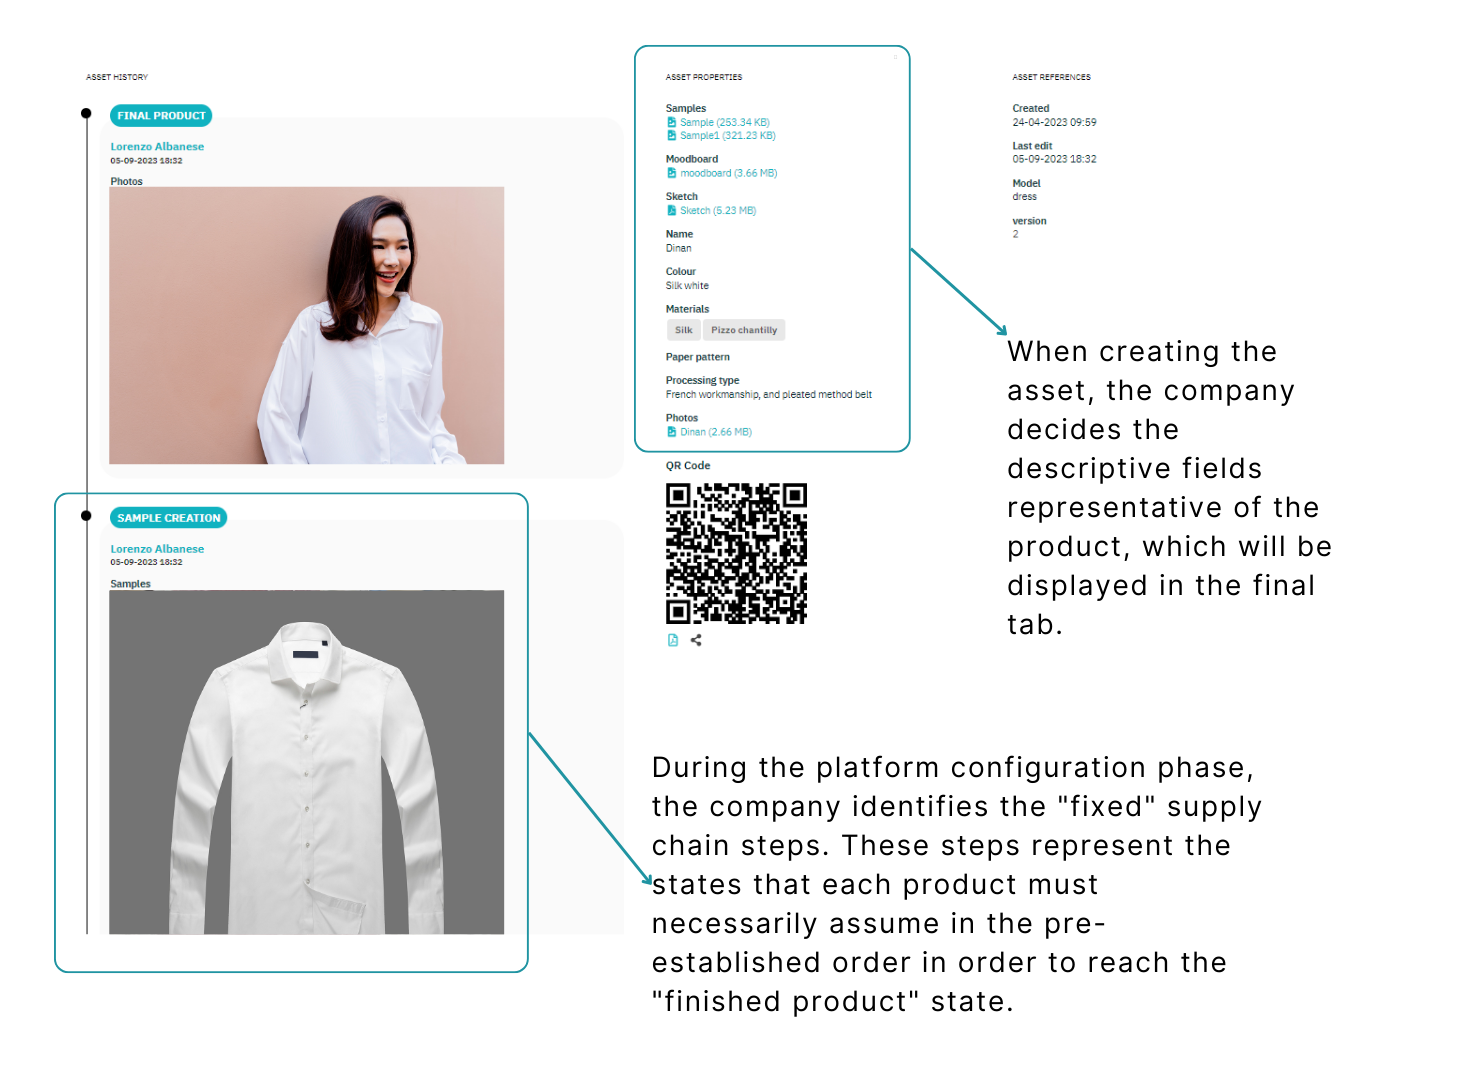 ASSET HISTORY
FINAL PRODUCT
Lorenzo Albanese
05-09-2023 18:32
Photos
SAMPLE CREATION
Lorenzo Albanese
05-09-2023 18:32
Samples
ASSET PROPERTIES
Samples
Sample (253.34 KB)
Sample1 (321.23 KB)
Moodboard
moodboard (3.66 MB)
Sketch
Sketch (5.23 MB)
Name
Dinan
Colour
Silk white
Materials
Silk Pizzo chantilly
Paper pattern
Processing type
French workmanship, and pleated method belt
Photos
Dinan (2.66 MB)
QR Code
ASSET REFERENCES
Created
24-04-2023 09:59
Last edit
05-09-2023 18:32
Model
dress
version
2
When creating the
asset, the company
decides the
descriptive fields
representative of the
product, which will be
displayed in the final
tab.
During the platform configuration phase,
the company identifies the "fixed" supply
chain steps. These steps represent the
states that each product must
necessarily assume in the pre-
established order in order to reach the
"finished product" state.